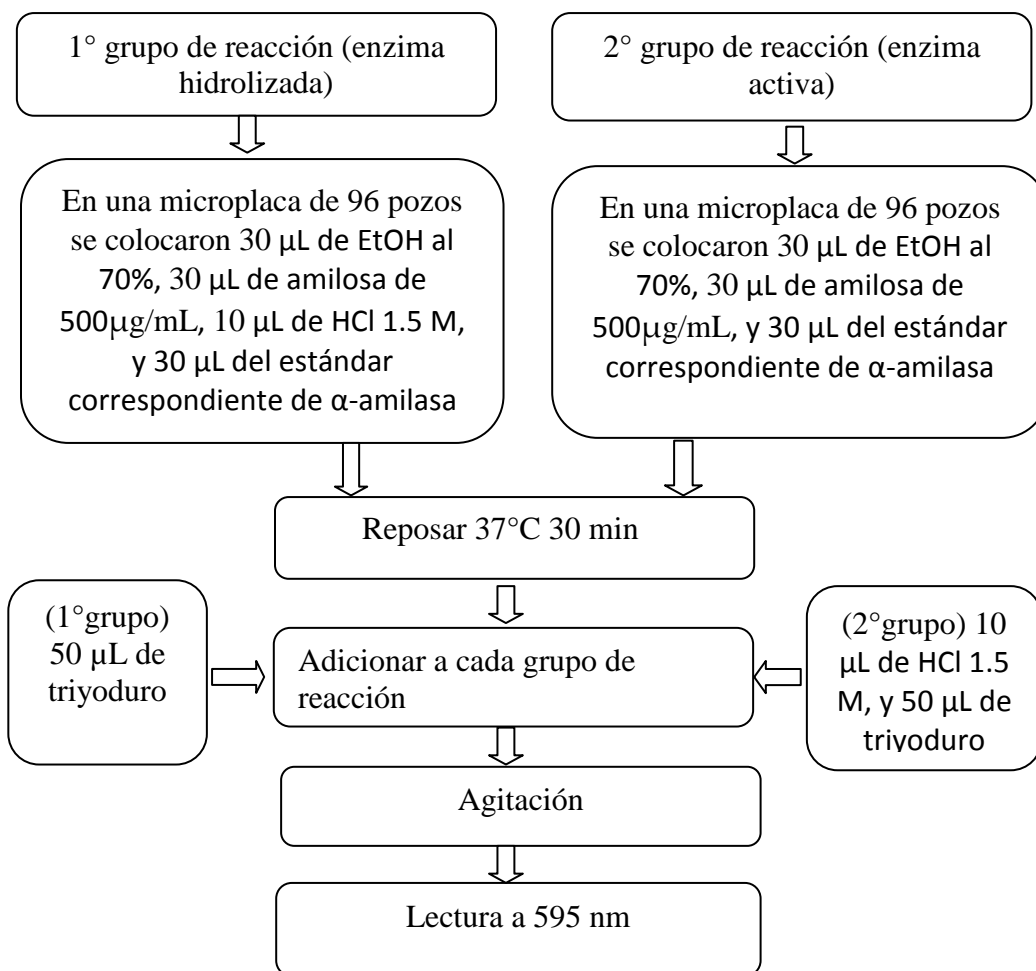 1° grupo de reacción (enzima
hidrolizada)
2° grupo de reacción (enzima
activa)
En una microplaca de 96 pozos
se colocaron 30 µL de EtOH al
70%, 30 µL de amilosa de
500µg/mL, 10 µL de HCl 1.5 M,
y 30 µL del estándar
correspondiente de α-amilasa
En una microplaca de 96 pozos
se colocaron 30 µL de EtOH al
70%, 30 µL de amilosa de
500µg/mL, y 30 µL del estándar
correspondiente de α-amilasa
Reposar 37°C 30 min
(1°grupo)
50 µL de
triyoduro
Adicionar a cada grupo de
reacción
(2°grupo) 10
µL de HCl 1.5
M, y 50 µL de
triyoduro
Agitación
Lectura a 595 nm